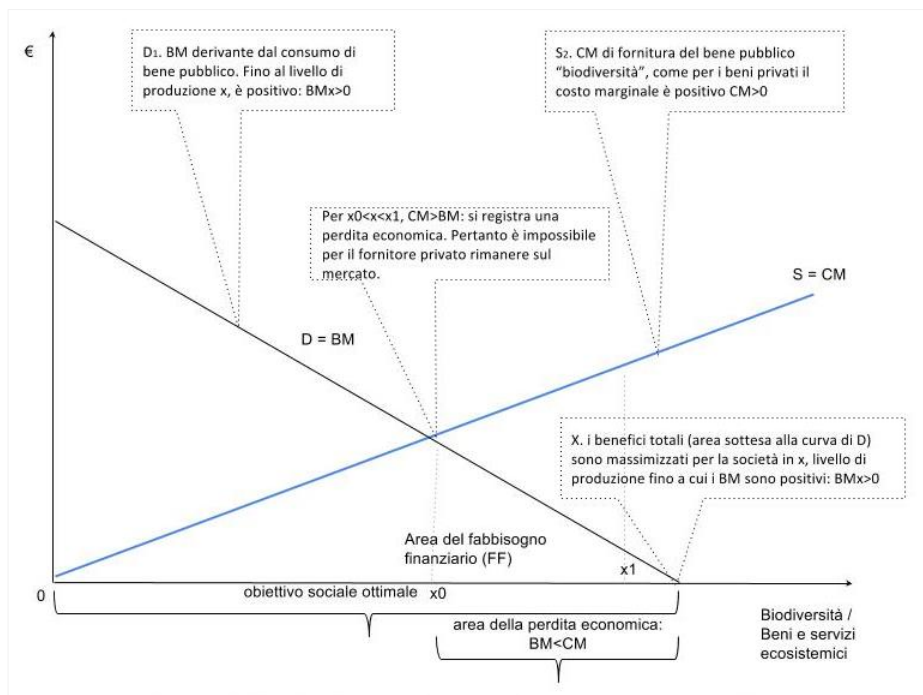 €
D1. BM derivante dal consumo di
bene pubblico. Fino al livello di
produzione x, è positivo: BMx>0
S2. CM di fornitura del bene pubblico
“biodiversità”, come per i beni privati il
costo marginale è positivo CM>0
Per x0<x<x1, CM>BM: si registra una
perdita economica. Pertanto è impossibile
per il fornitore privato rimanere sul
mercato.
S = CM
D = BM
X. i benefici totali (area sottesa alla curva di D)
sono massimizzati per la società in x, livello di
produzione fino a cui i BM sono positivi: BMx>0
Area del fabbisogno
finanziario (FF)
x1
0
obiettivo sociale ottimale
x0
Biodiversità /
Beni e servizi
ecosistemici
area della perdita economica:
BM<CM